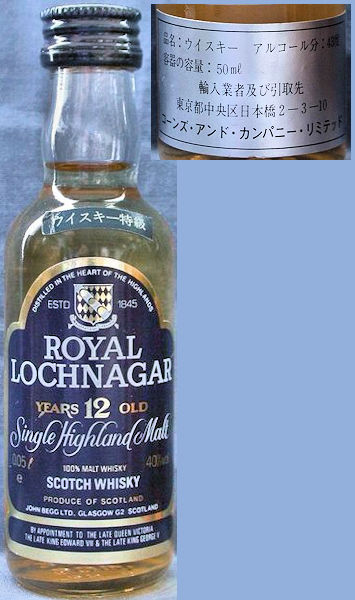 ウイスキー特級
DISTILLED IN THE HEART OF THE HIGHLANDS
ESTD 1845
ROYAL
LOCHNAGAR
YEARS 12 OLD
Single Highland Malt
0,05 l
100% MALT WHISKY
40%
e
SCOTCH WHISKY
PRODUCE OF SCOTLAND
JOHN BEGG LTD., GLASGOW G2 SCOTLAND
BY APPOINTMENT TO THE LATE QUEEN VICTORIA
THE LATE KING EDWARD VII & THE LATE KING GEORGE V
品名:ウイスキー アルコール分:43度
容器の容量:50mℓ
輸入業者及び引取先
東京都中央区日本橋2-3-10
コーンズ・アンド・カンパニー・リミテッド